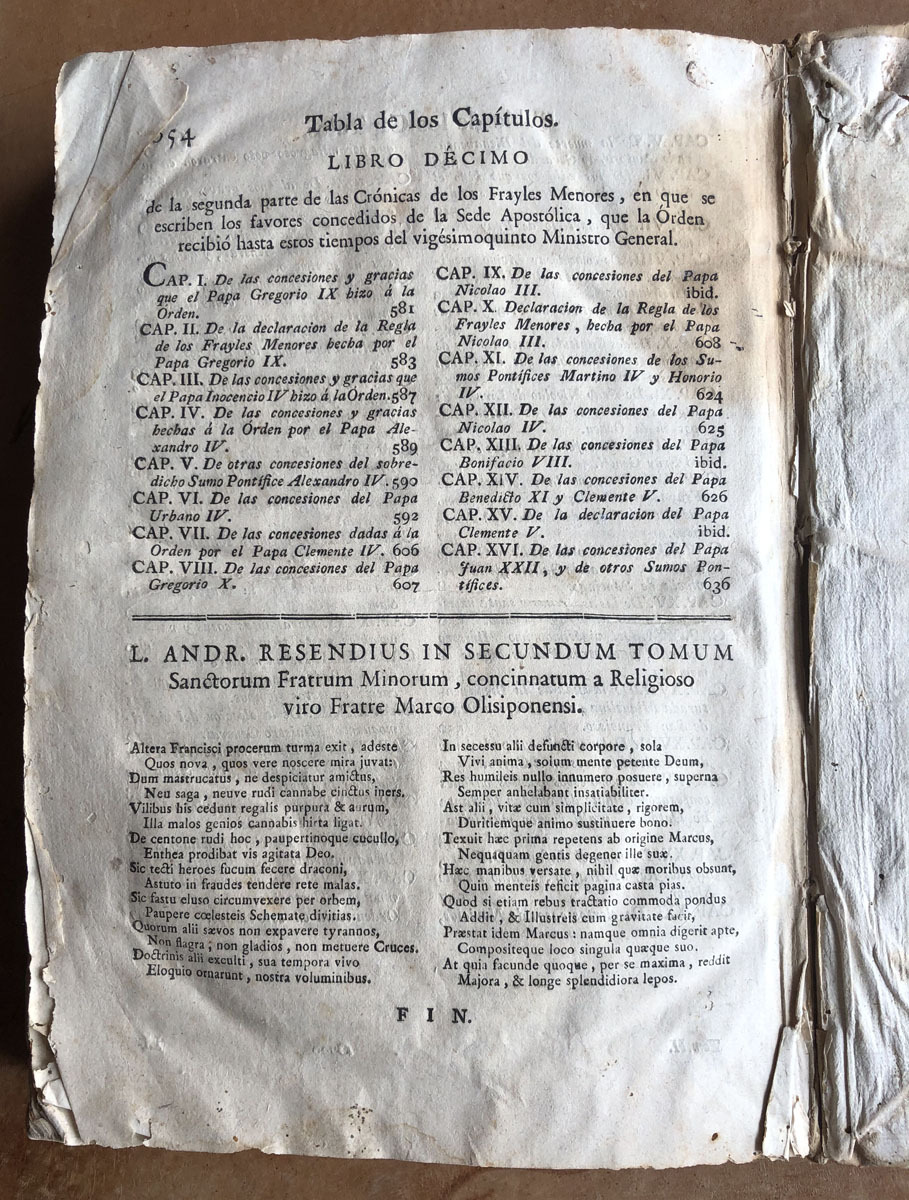 054
Tabla de los Capítulos.
LIBRO DÉCIMO
de la segunda parte de las Crónicas de los Frayles Menores, en que se
escriben los favores concedidos de la Sede Apostólica, que la Orden
recibió hasta estos tiempos del vigésimoquinto Ministro General.
CAP. I. De las concesiones y gracias
que el Papa Gregorio IX hizo á la
Orden. 581
CAP. II. De la declaracion de la Regla
de los Frayles Menores hecha por el
Papa Gregorio IX. 583
CAP. III. De las concesiones y gracias que
el Papa Inocencio IV hizo á la Orden. 587
CAP. IV. De las concesiones y gracias
hechas á la Orden por el Papa Ale-
xandro IV. 589
CAP. V. De otras concesiones del sobre-
dicho Sumo Pontífice Alexandro IV. 590
CAP. VI. De las concesiones del Papa
Urbano IV. 592
CAP. VII. De las concesiones dadas á la
Orden por el Papa Clemente IV. 606
CAP. VIII. De las concesiones del Papa
Gregorio X. 607
CAP. IX. De las concesiones del Papa
Nicolao III. ibid.
CAP. X. Declaracion de la Regla de los
Frayles Menores, hecha por el Papa
Nicolao III. 608
CAP. XI. De las concesiones de los Su-
mos Pontífices Martino IV y Honorio
IV. 624
CAP. XII. De las concesiones del Papa
Nicolao IV. 625
CAP. XIII. De las concesiones del Papa
Bonifacio VIII. ibid.
CAP. XIV. De las concesiones del Papa
Benedicto XI y Clemente V. 626
CAP. XV. De la declaracion del Papa
Clemente V. ibid.
CAP. XVI. De las concesiones del Papa
Juan XXII, y de otros Sumos Pon-
tífices. 636
L. ANDR. RESENDIUS IN SECUNDUM TOMUM
Sanctorum Fratrum Minorum, concinnatum a Religioso
viro Fratre Marco Olisiponensi.
Altera Francisci procerum turma exit, adeste
Quos nova, quos vere noscere mira juvat:
Dum mastrucatus, ne despiciatur amictus,
Neu saga, neuve rudi cannabe cinctus iners.
Vilibus his cedunt regalis purpura & aurum,
Illa malos genios cannabis hirta ligat.
De centone rudi hoc, paupertinoque cucullo,
Enthea prodibat vis agitata Deo.
Sic tecti heroes fucum fecere draconi,
Astuto in fraudes tendere rete malas.
Sic fastu eluso circumvexere per orbem,
Paupere cœlesteis Schemate divitias.
Quorum alii sævos non expavere tyrannos,
Non flagra, non gladios, non metuere Cruces.
Doctrinis alii exculti, sua tempora vivo
Eloquio ornarunt, nostra voluminibus.
In secessu alii defuncti corpore, sola
Vivi anima, solum mente petente Deum,
Res humileis nullo innumero posuere, superna
Semper anhelabant insatiabiliter.
Ast alii, vitæ cum simplicitate, rigorem,
Duritiemque animo sustinuere bono.
Texuit hæc prima repetens ab origine Marcus,
Nequaquam gentis degener ille suæ.
Hæc manibus versate, nihil quæ moribus obsunt,
Quin menteis reficit pagina casta pias.
Quod si etiam rebus tractatio commoda pondus
Addit, & Illustreis cum gravitate facit,
Præstat idem Marcus: namque omnia digerit apte,
Compositeque loco singula quæque suo.
At quia facunde quoque, per se maxima, reddit
Majora, & longe splendidiora lepos.
FIN.